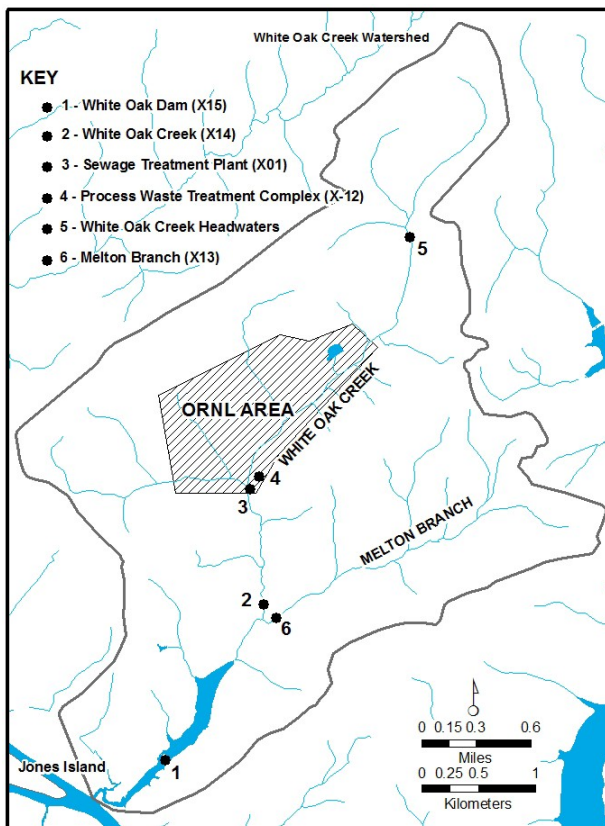 White Oak Creek Watershed
KEY
1 - White Oak Dam (X15)
2 - White Oak Creek (X14)
3 - Sewage Treatment Plant (X01)
4 - Process Waste Treatment Complex (X-12)
5 - White Oak Creek Headwaters
6 - Melton Branch (X13)
5
ORNL AREA
WHITE OAK CREEK
4
3
MELTON BRANCH
2
6
1
Jones Island
0 0.15 0.3 0.6
Miles
0 0.25 0.5 1
Kilometers